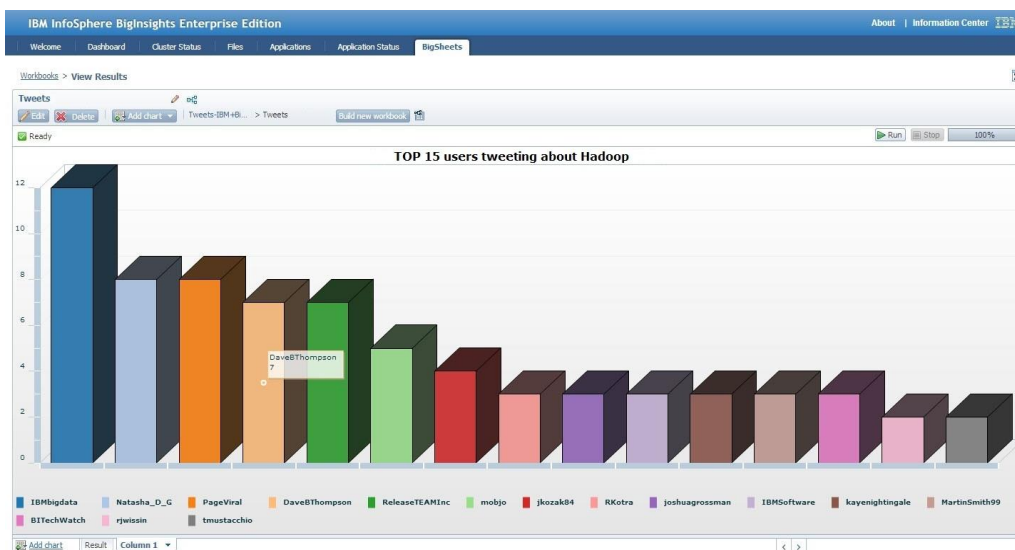 IBM InfoSphere BigInsights Enterprise Edition
About | Information Center IBM
Welcome Dashboard Cluster Status Files Applications Application Status BigSheets
Workbooks > View Results
Tweets
Edit Delete Add chart Tweets-IBM+Bi... > Tweets Build new workbook
Ready Run Stop 100%
TOP 15 users tweeting about Hadoop
12
10
8
6
4
2
0
DaveBThompson
7
IBMbigdata Natasha_D_G PageViral DaveBThompson ReleaseTEAMInc mobjo jkozak84 RKotra joshuagrossman IBMSoftware kayenightingale MartinSmith99
BITechWatch rjwissin tmustacchio
Add chart Result Column 1